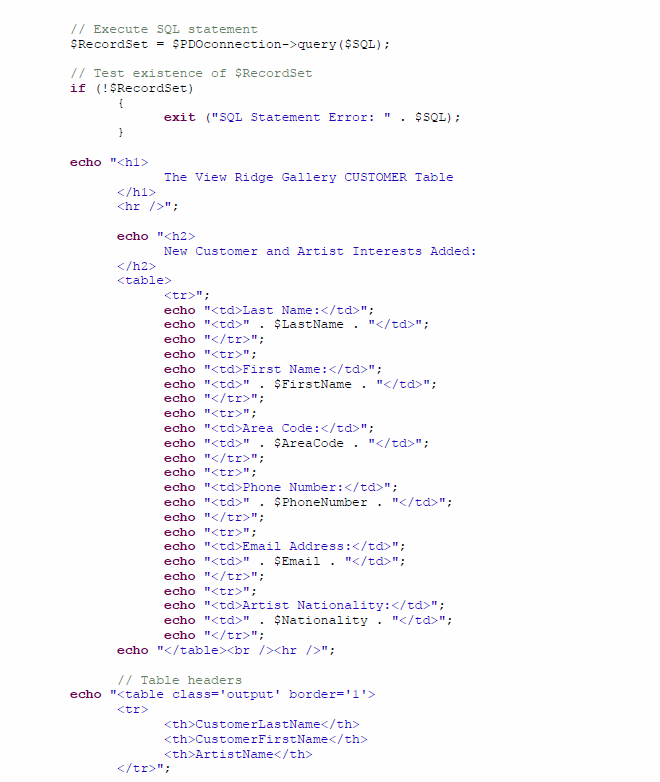 // Execute SQL statement
$RecordSet = $PDOconnection->query($SQL);
// Test existence of $RecordSet
if (!$RecordSet)
{
exit ("SQL Statement Error: " . $SQL);
}
echo "<h1>
The View Ridge Gallery CUSTOMER Table
</h1>
<hr />";
echo "<h2>
New Customer and Artist Interests Added:
</h2>
<table>
<tr>";
echo "<td>Last Name:</td>";
echo "<td>" . $LastName . "</td>";
echo "</tr>";
echo "<tr>";
echo "<td>First Name:</td>";
echo "<td>" . $FirstName . "</td>";
echo "</tr>";
echo "<tr>";
echo "<td>Area Code:</td>";
echo "<td>" . $AreaCode . "</td>";
echo "</tr>";
echo "<tr>";
echo "<td>Phone Number:</td>";
echo "<td>" . $PhoneNumber . "</td>";
echo "</tr>";
echo "<tr>";
echo "<td>Email Address:</td>";
echo "<td>" . $Email . "</td>";
echo "</tr>";
echo "<tr>";
echo "<td>Artist Nationality:</td>";
echo "<td>" . $Nationality . "</td>";
echo "</tr>";
echo "</table><br /><hr />";
// Table headers
echo "<table class='output' border='1'>
<tr>
<th>CustomerLastName</th>
<th>CustomerFirstName</th>
<th>ArtistName</th>
</tr>";